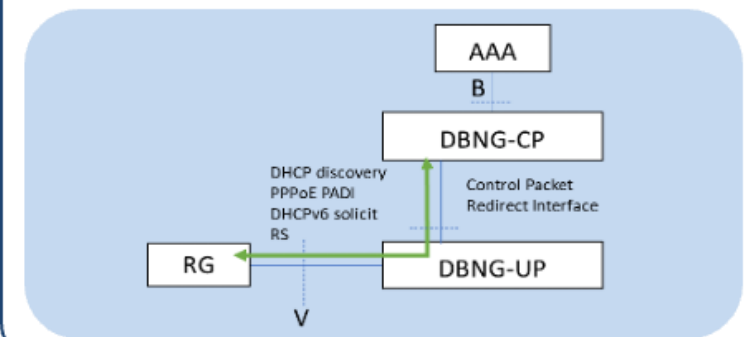 AAA
B
DBNG-CP
DHCP discovery
PPPoE PADI
DHCPv6 solicit
RS
Control Packet
Redirect Interface
RG
DBNG-UP
V